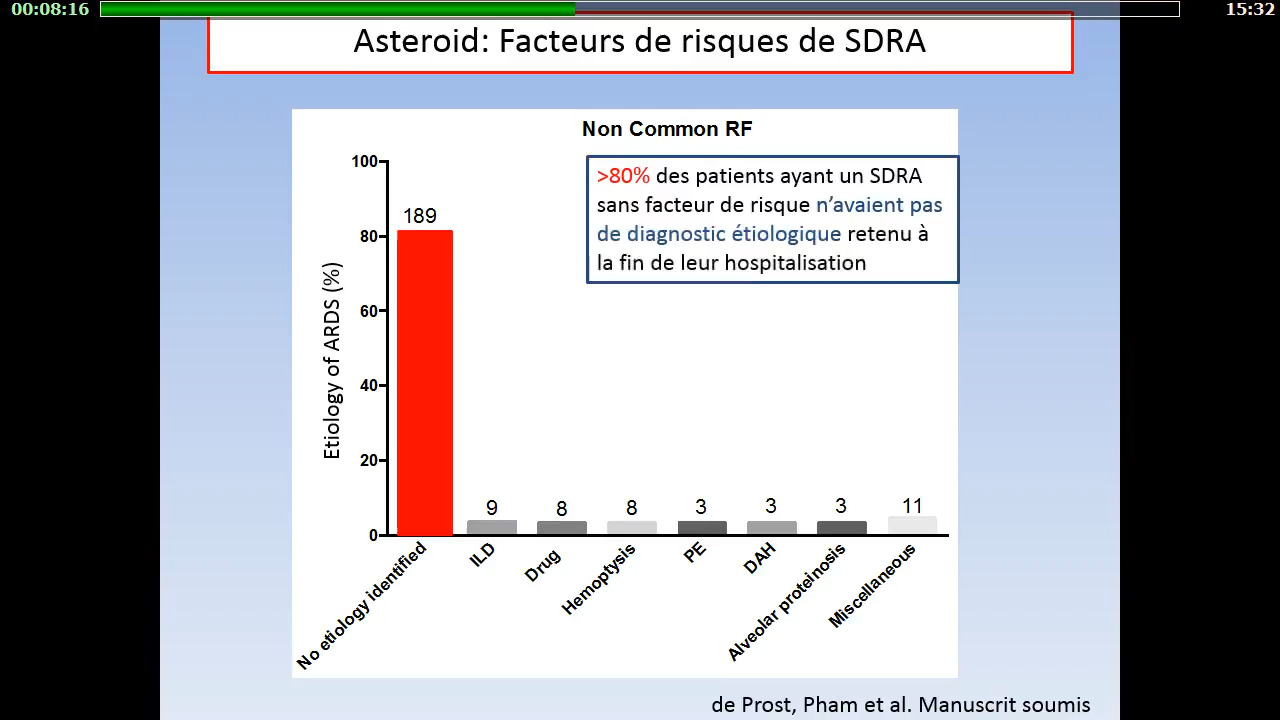 00:08:16
15:32
Asteroid: Facteurs de risques de SDRA
Non Common RF
>80% des patients ayant un SDRA
sans facteur de risque n’avaient pas
de diagnostic étiologique retenu à
la fin de leur hospitalisation
Etiology of ARDS (%)
100
80
60
40
20
0
189
9
8
8
3
3
3
11
No etiology identified
ILD
Drug
Hemoptysis
PE
DAH
Alveolar proteinosis
Miscellaneous
de Prost, Pham et al. Manuscrit soumis